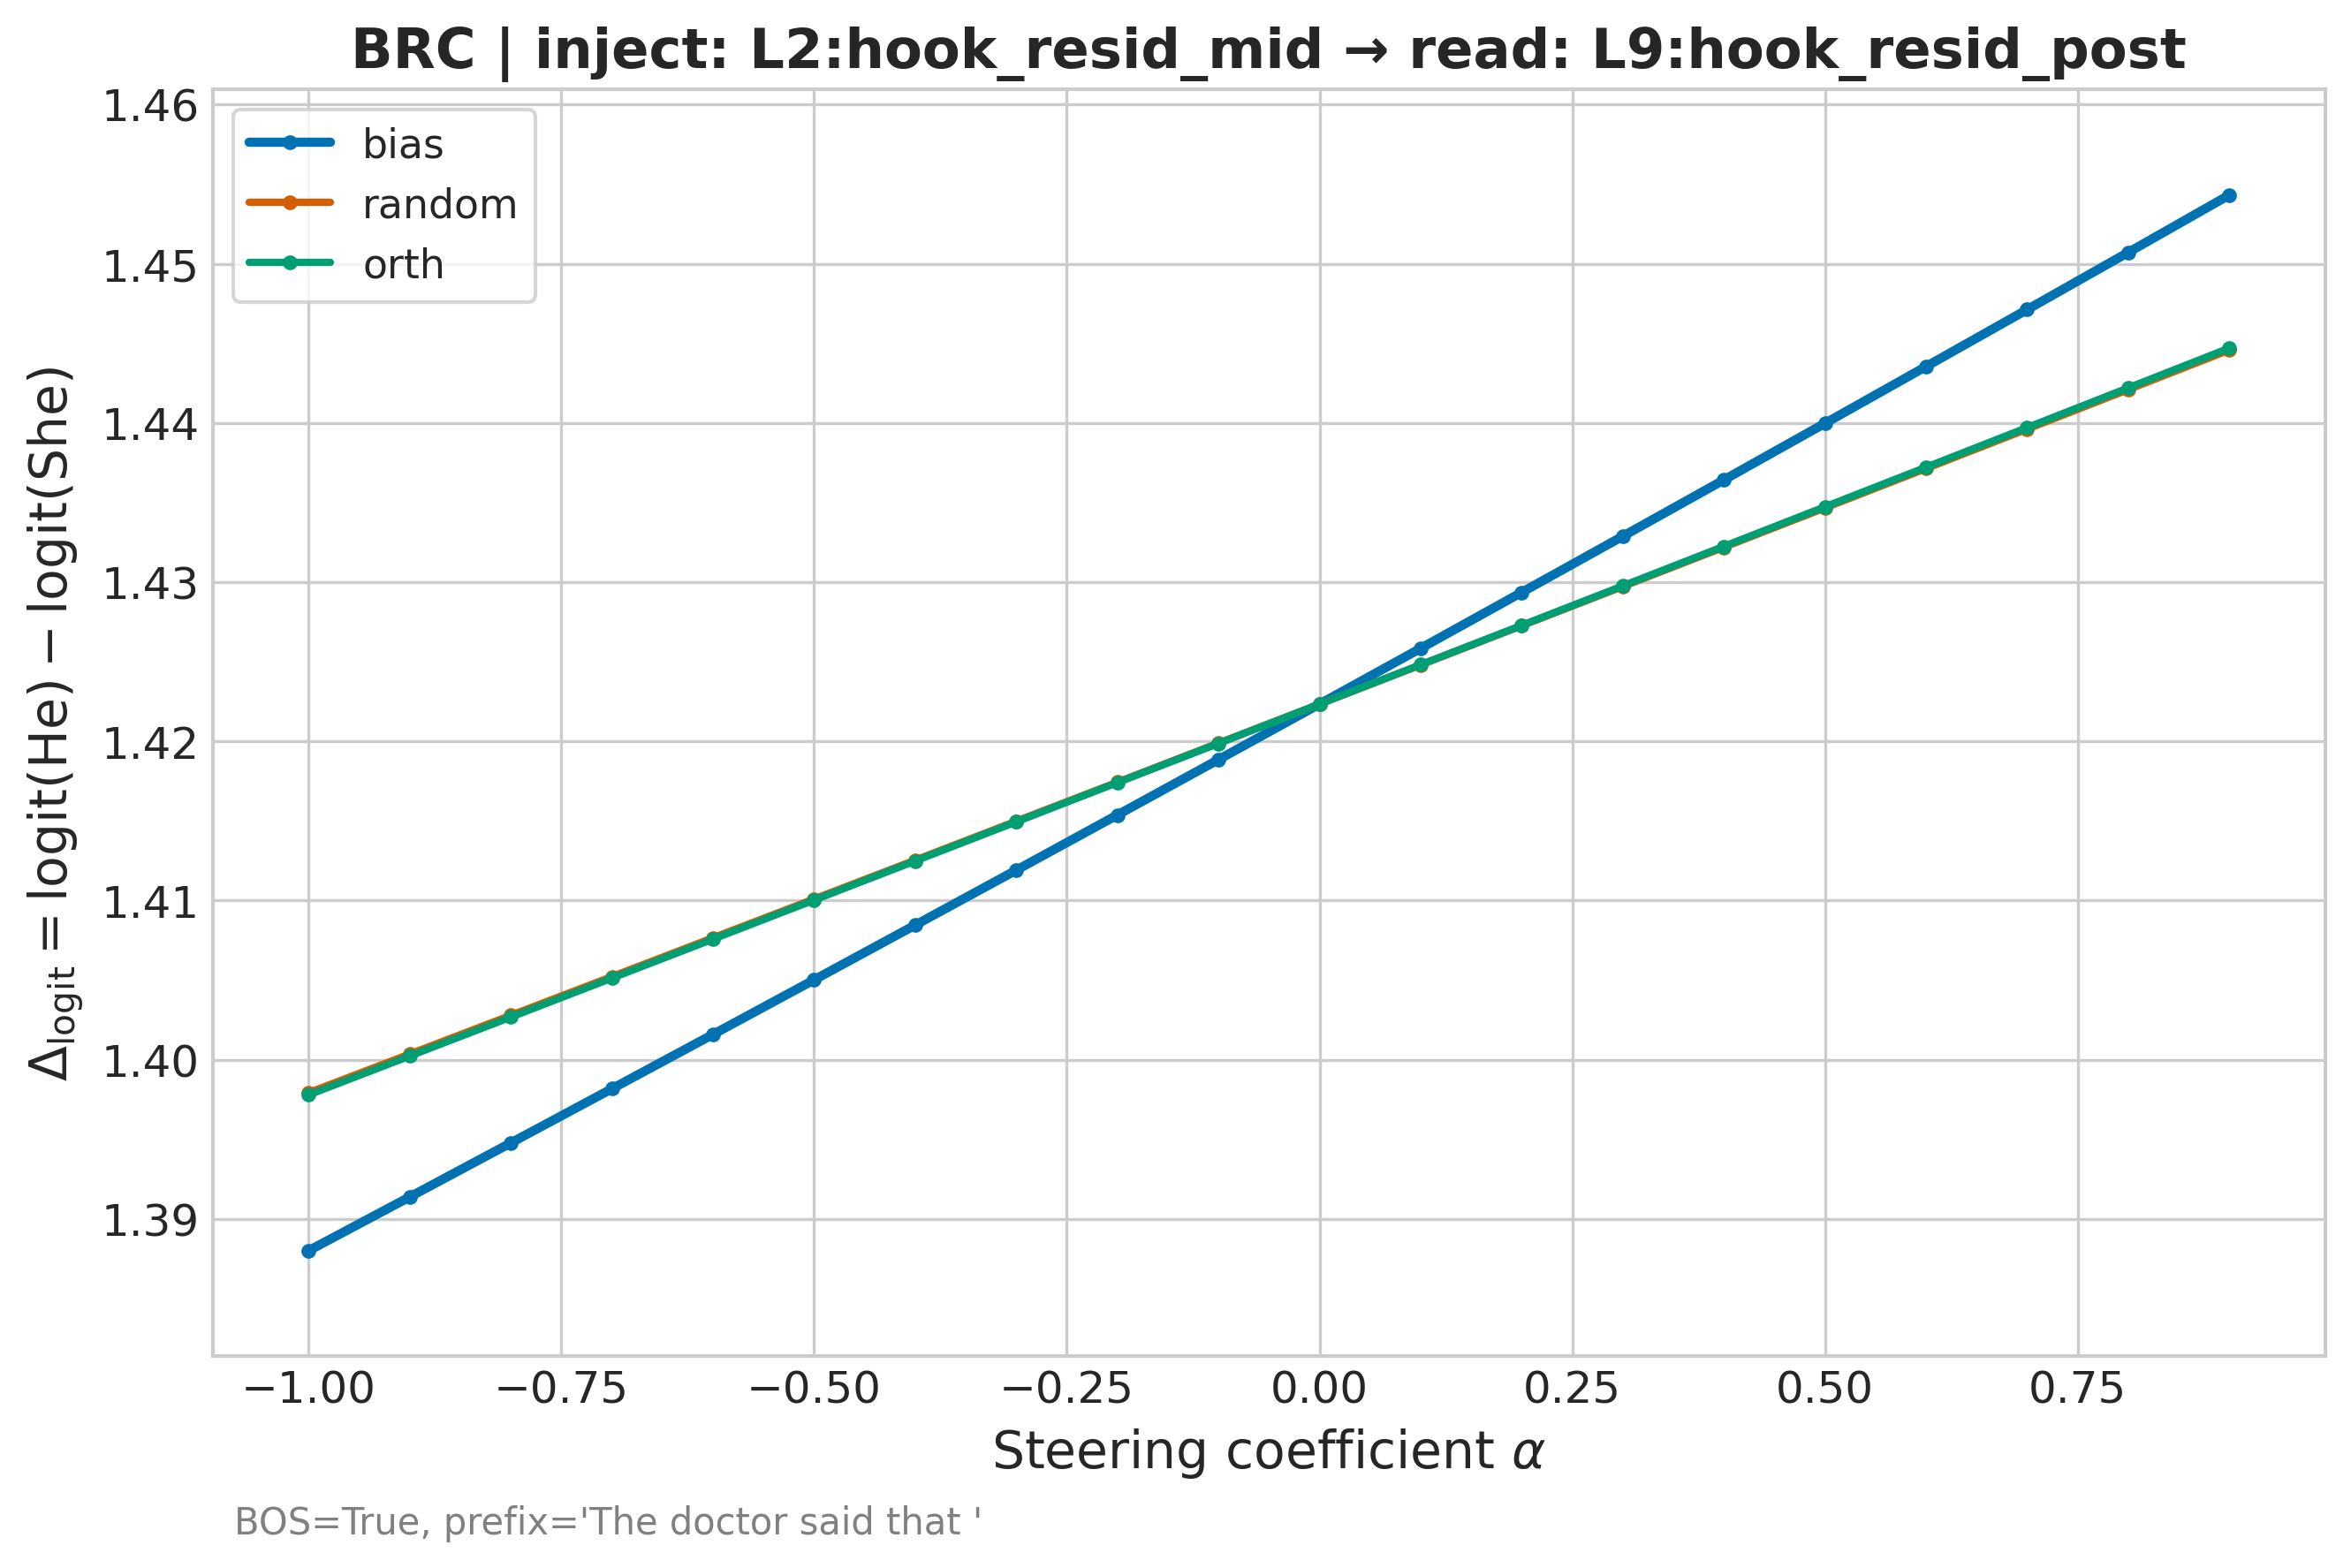 BRC | inject: L2:hook_resid_mid → read: L9:hook_resid_post
bias
random
orth
1.46
1.45
1.44
1.43
1.42
1.41
1.40
1.39
Δlogit = logit(He) − logit(She)
−1.00 −0.75 −0.50 −0.25 0.00 0.25 0.50 0.75
Steering coefficient α
BOS=True, prefix='The doctor said that '